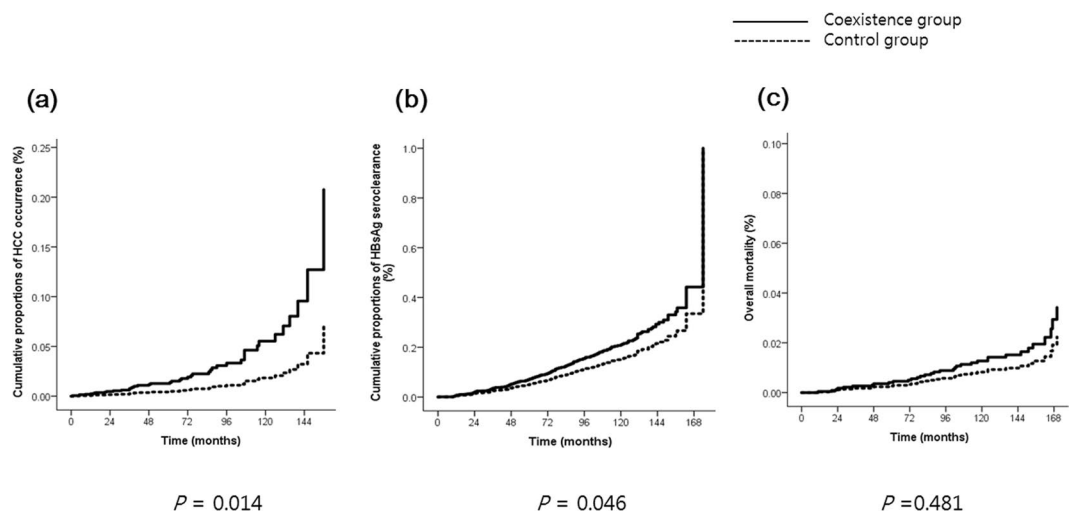 Coexistence group
Control group
(a)
(b)
(c)
Cumulative proportions of HCC occurrence (%)
0.25
0.20
0.15
0.10
0.05
0.00
0 24 48 72 96 120 144
Time (months)
P = 0.014
Cumulative proportions of HBsAg seroclearance
(%)
1.0
0.8
0.6
0.4
0.2
0.0
0 24 48 72 96 120 144 168
Time (months)
P = 0.046
Overall mortality (%)
0.10
0.08
0.06
0.04
0.02
0.00
0 24 48 72 96 120 144 168
Time (months)
P =0.481